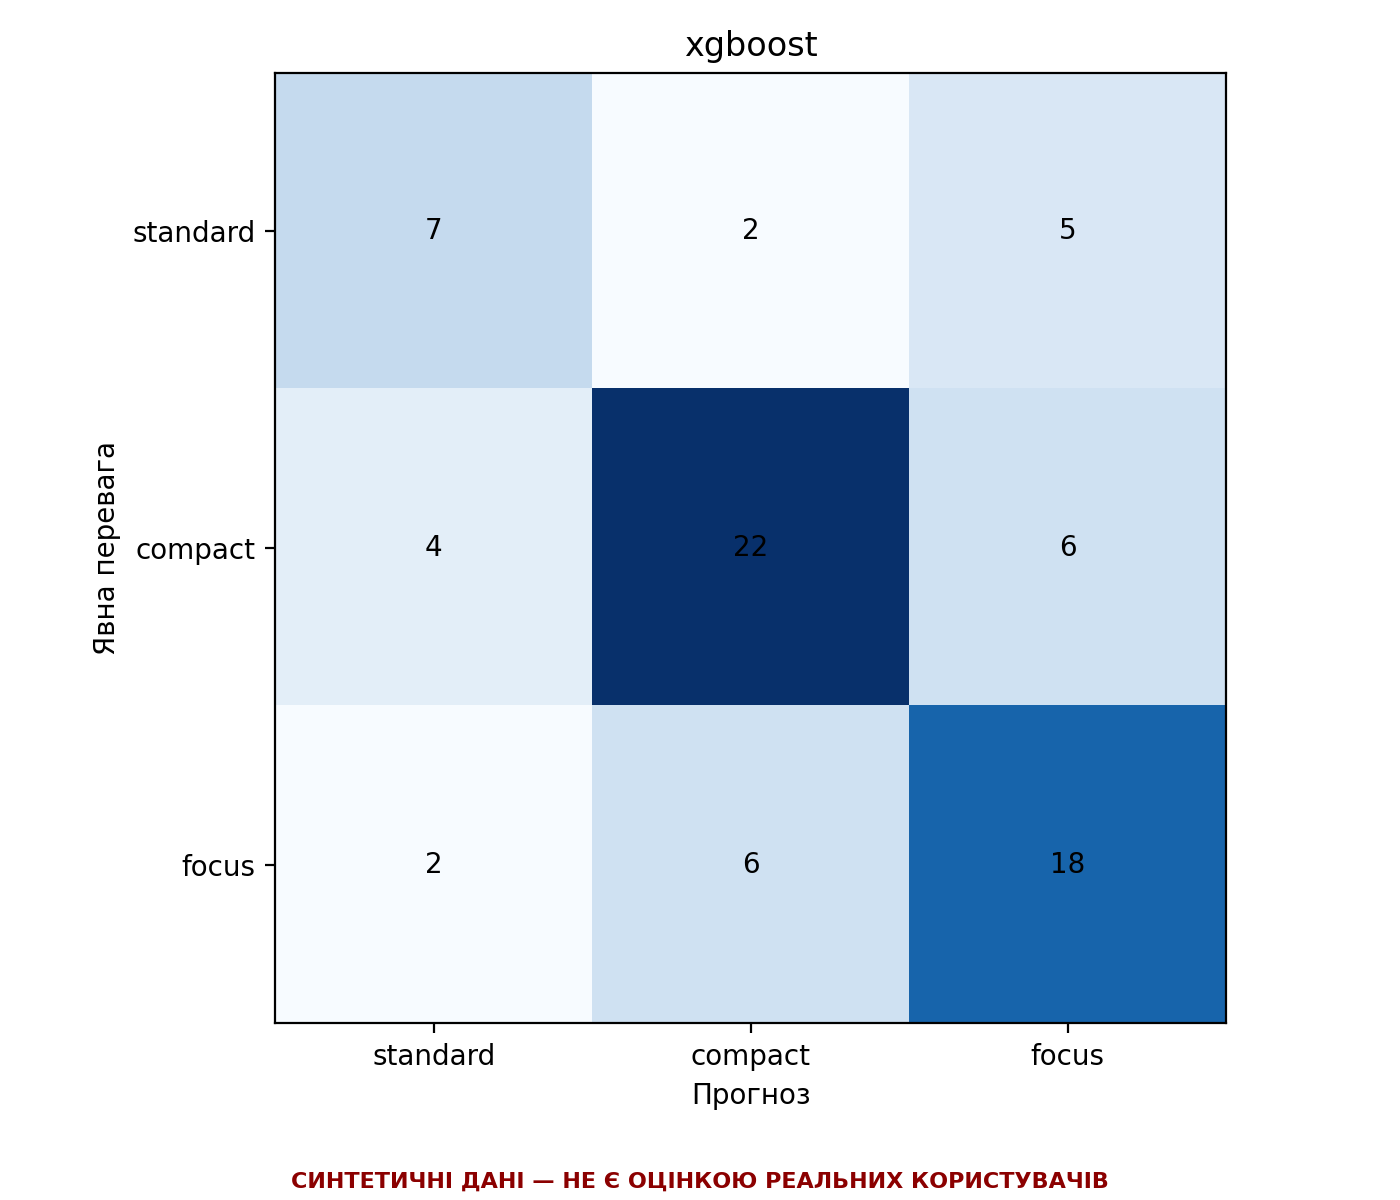 xgboost
standard
7
2
5
Явна перевага
compact
4
22
6
focus
2
6
18
standard
compact
focus
Прогноз
СИНТЕТИЧНІ ДАНІ — НЕ Є ОЦІНКОЮ РЕАЛЬНИХ КОРИСТУВАЧІВ